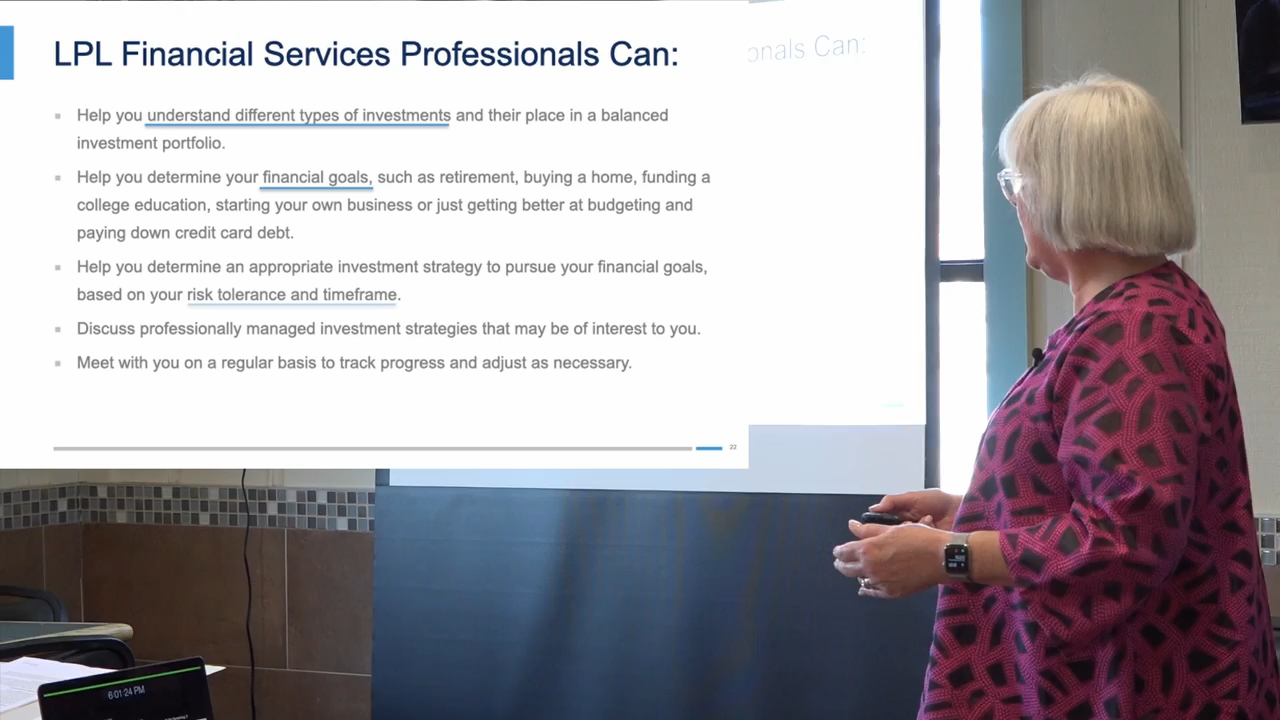 LPL Financial Services Professionals Can:
onals Can:
Help you understand different types of investments and their place in a balanced
investment portfolio.
Help you determine your financial goals, such as retirement, buying a home, funding a
college education, starting your own business or just getting better at budgeting and
paying down credit card debt.
Help you determine an appropriate investment strategy to pursue your financial goals,
based on your risk tolerance and timeframe.
Discuss professionally managed investment strategies that may be of interest to you.
Meet with you on a regular basis to track progress and adjust as necessary.
22
6:01:24 PM